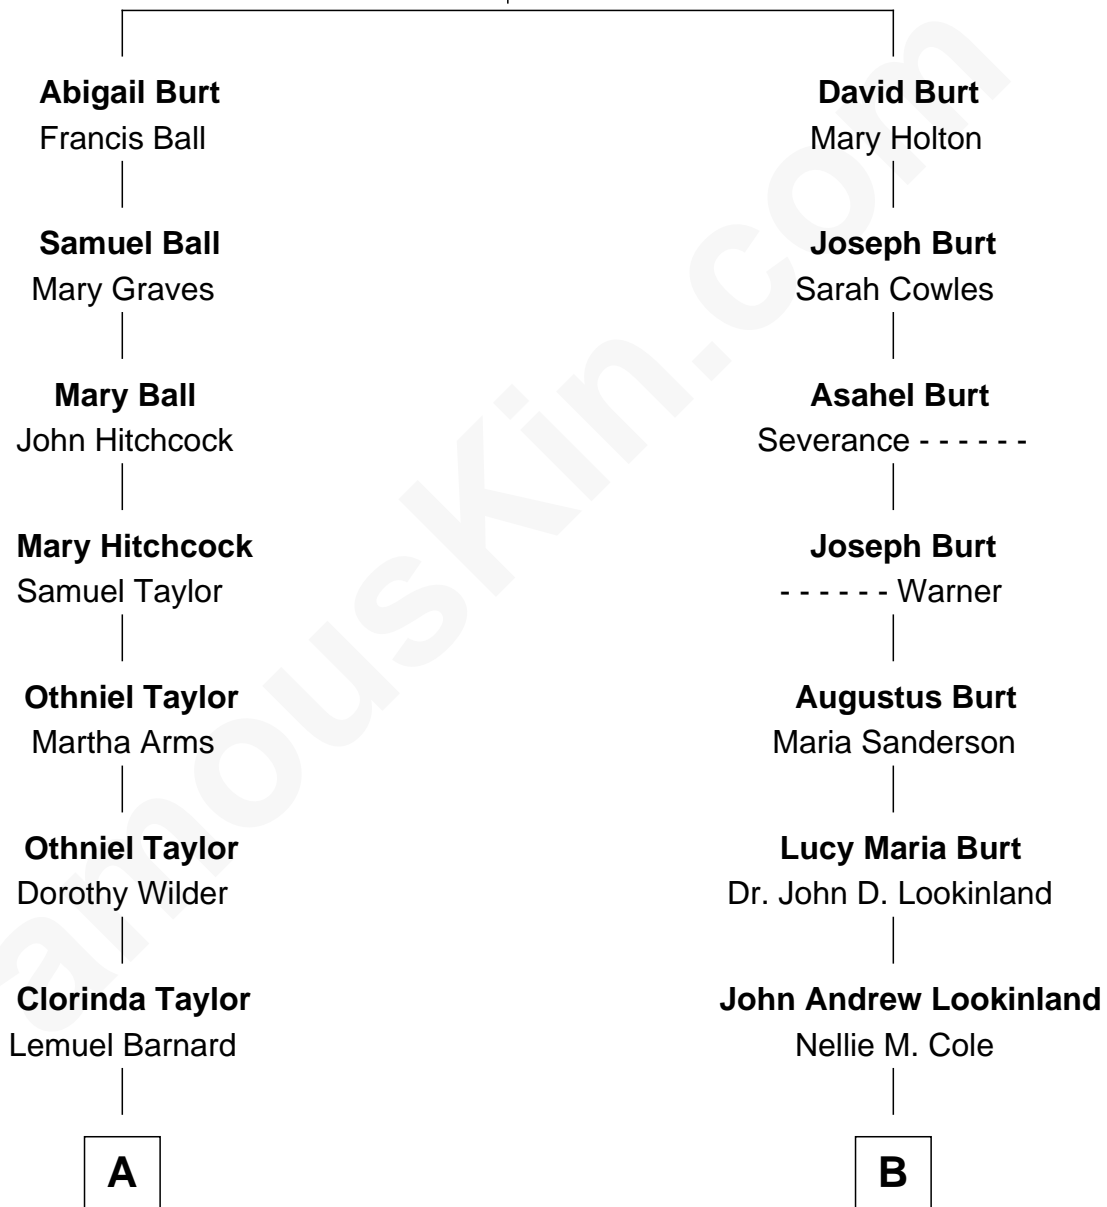 Abigail Burt
Francis Ball
Samuel Ball
Mary Graves
Mary Ball
John Hitchcock
Mary Hitchcock
Samuel Taylor
Othniel Taylor
Martha Arms
Othniel Taylor
Dorothy Wilder
Clorinda Taylor
Lemuel Barnard
A
David Burt
Mary Holton
Joseph Burt
Sarah Cowles
Asahel Burt
Severance - - - - - -
Joseph Burt
- - - - - - Warner
Augustus Burt
Maria Sanderson
Lucy Maria Burt
Dr. John D. Lookinland
John Andrew Lookinland
Nellie M. Cole
B
amousKin.com